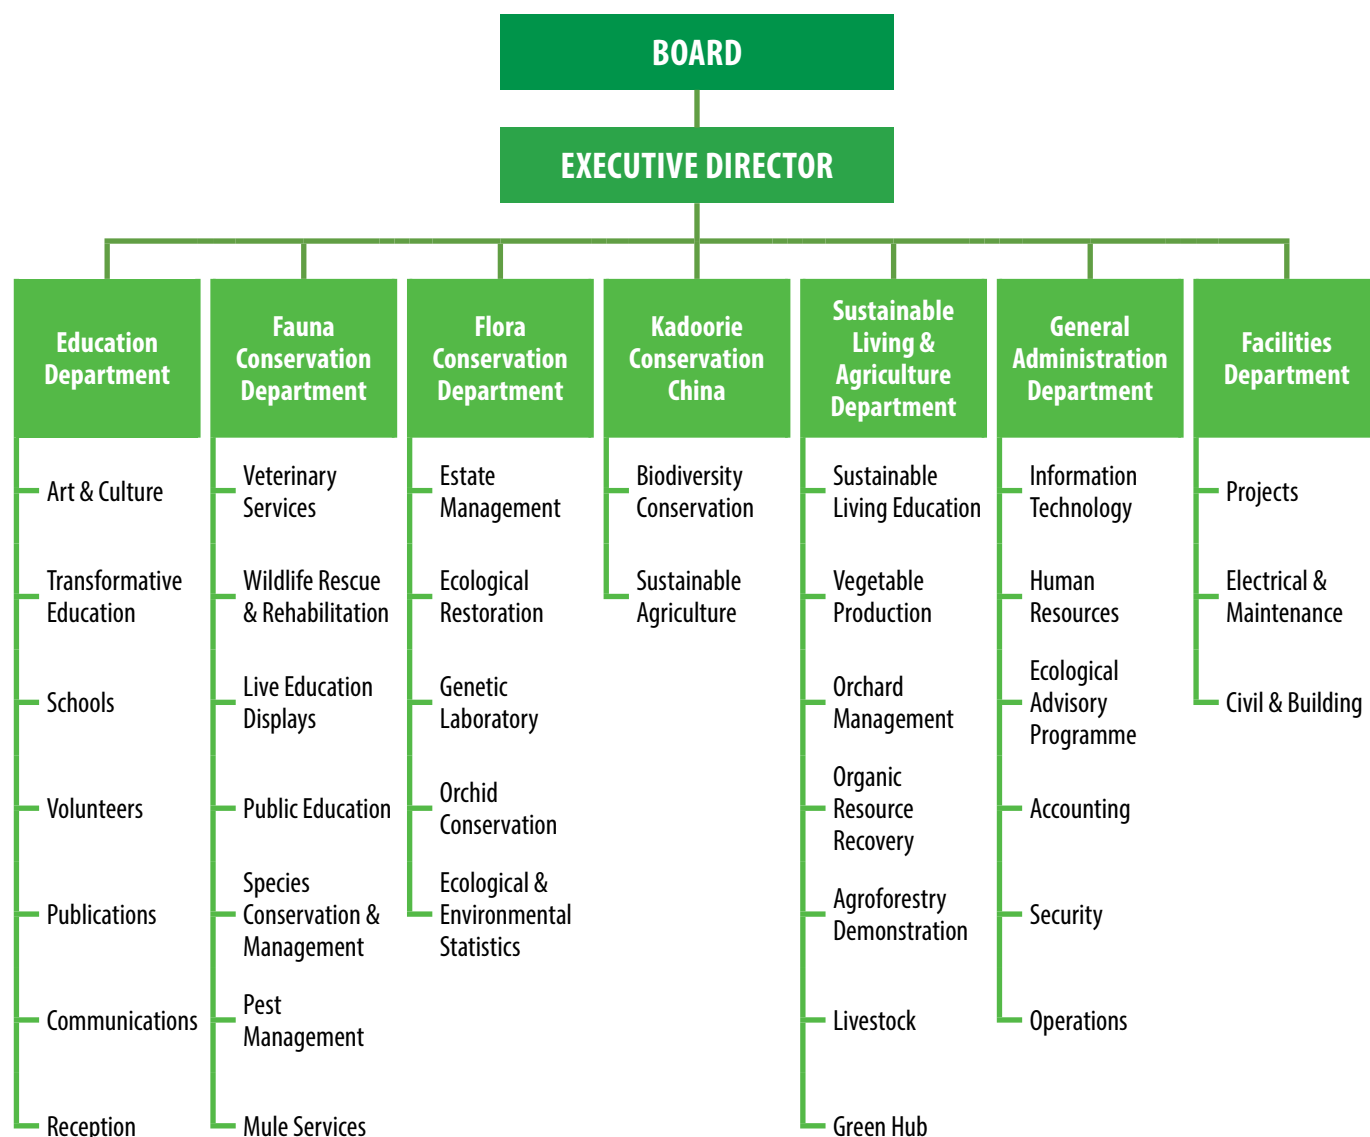 BOARD
EXECUTIVE DIRECTOR
Education
Department
Fauna
Conservation
Department
Flora
Conservation
Department
Kadoorie
Conservation
China
Sustainable
Living &
Agriculture
Department
General
Administration
Department
Facilities
Department
Art & Culture
Transformative
Education
Schools
Volunteers
Publications
Communications
Reception
Veterinary
Services
Wildlife Rescue
& Rehabilitation
Live Education
Displays
Public Education
Species
Conservation &
Management
Pest
Management
Mule Services
Estate
Management
Ecological
Restoration
Genetic
Laboratory
Orchid
Conservation
Ecological &
Environmental
Statistics
Biodiversity
Conservation
Sustainable
Agriculture
Sustainable
Living Education
Vegetable
Production
Orchard
Management
Organic
Resource
Recovery
Agroforestry
Demonstration
Livestock
Green Hub
Information
Technology
Human
Resources
Ecological
Advisory
Programme
Accounting
Security
Operations
Projects
Electrical &
Maintenance
Civil & Building